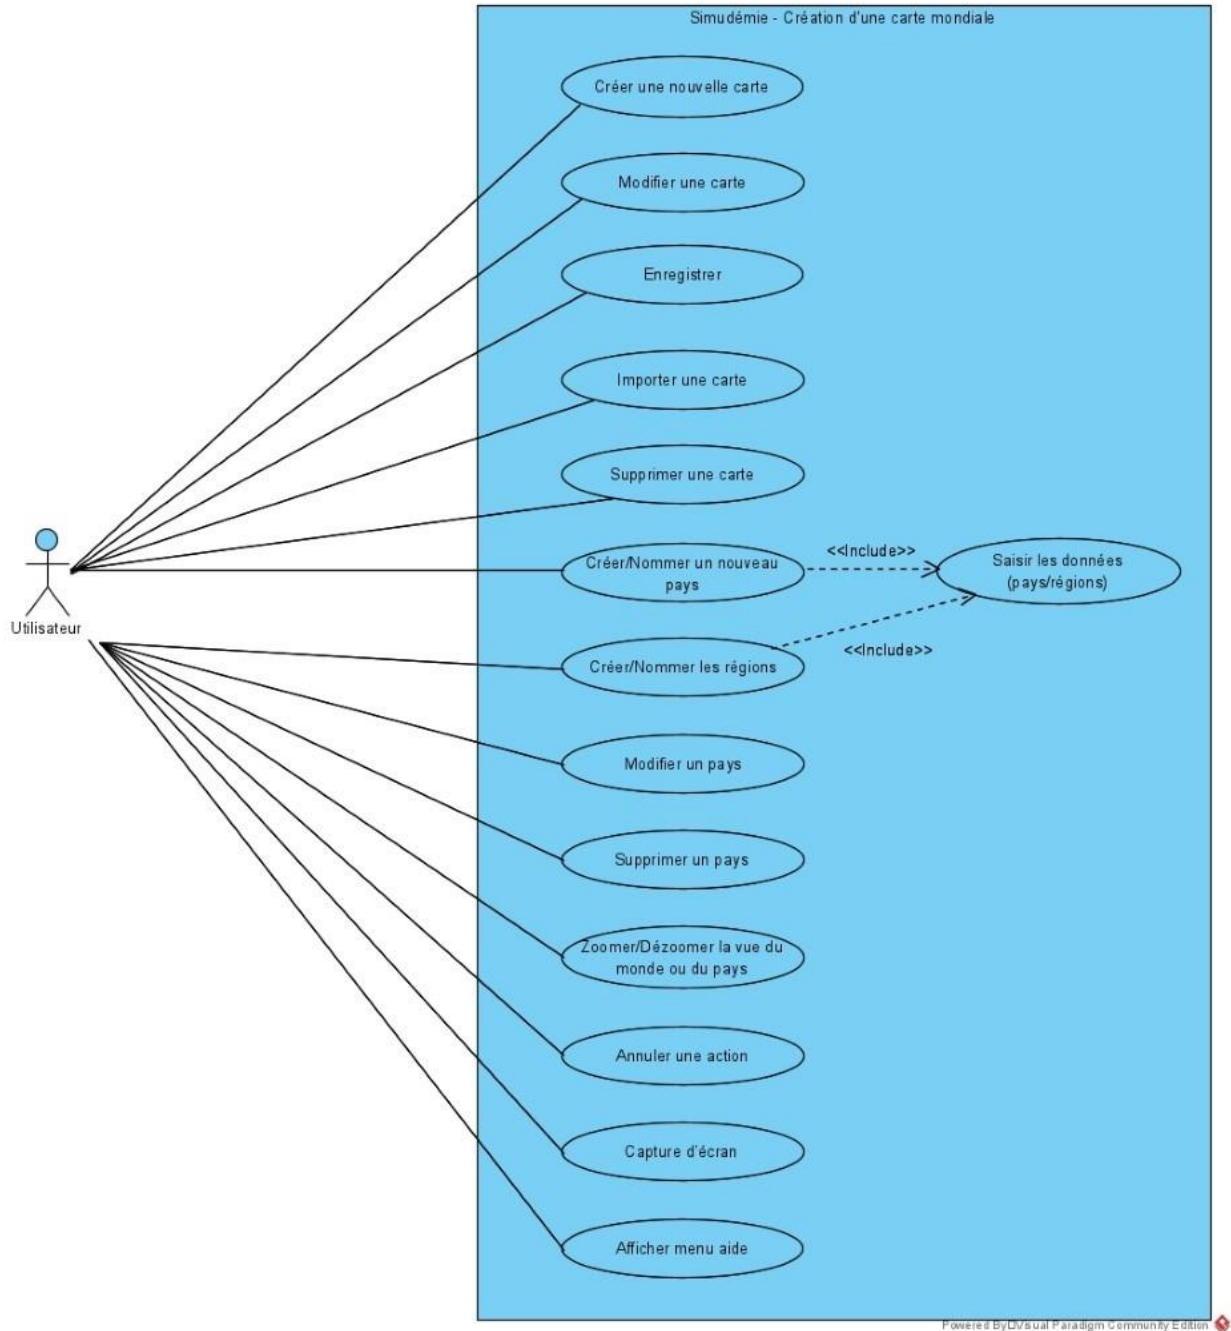 Simudémie - Création d'une carte mondiale
Créer une nouvelle carte
Modifier une carte
Enregistrer
Importer une carte
Supprimer une carte
Créer/Nommer un nouveau
pays
<<Include>>
Saisir les données
(pays/régions)
Utilisateur
Créer/Nommer les régions
<<Include>>
Modifier un pays
Supprimer un pays
Zoomer/Dézoomer la vue du
monde ou du pays
Annuler une action
Capture d'écran
Afficher menu aide
Powered By Visual Paradigm Community Edition